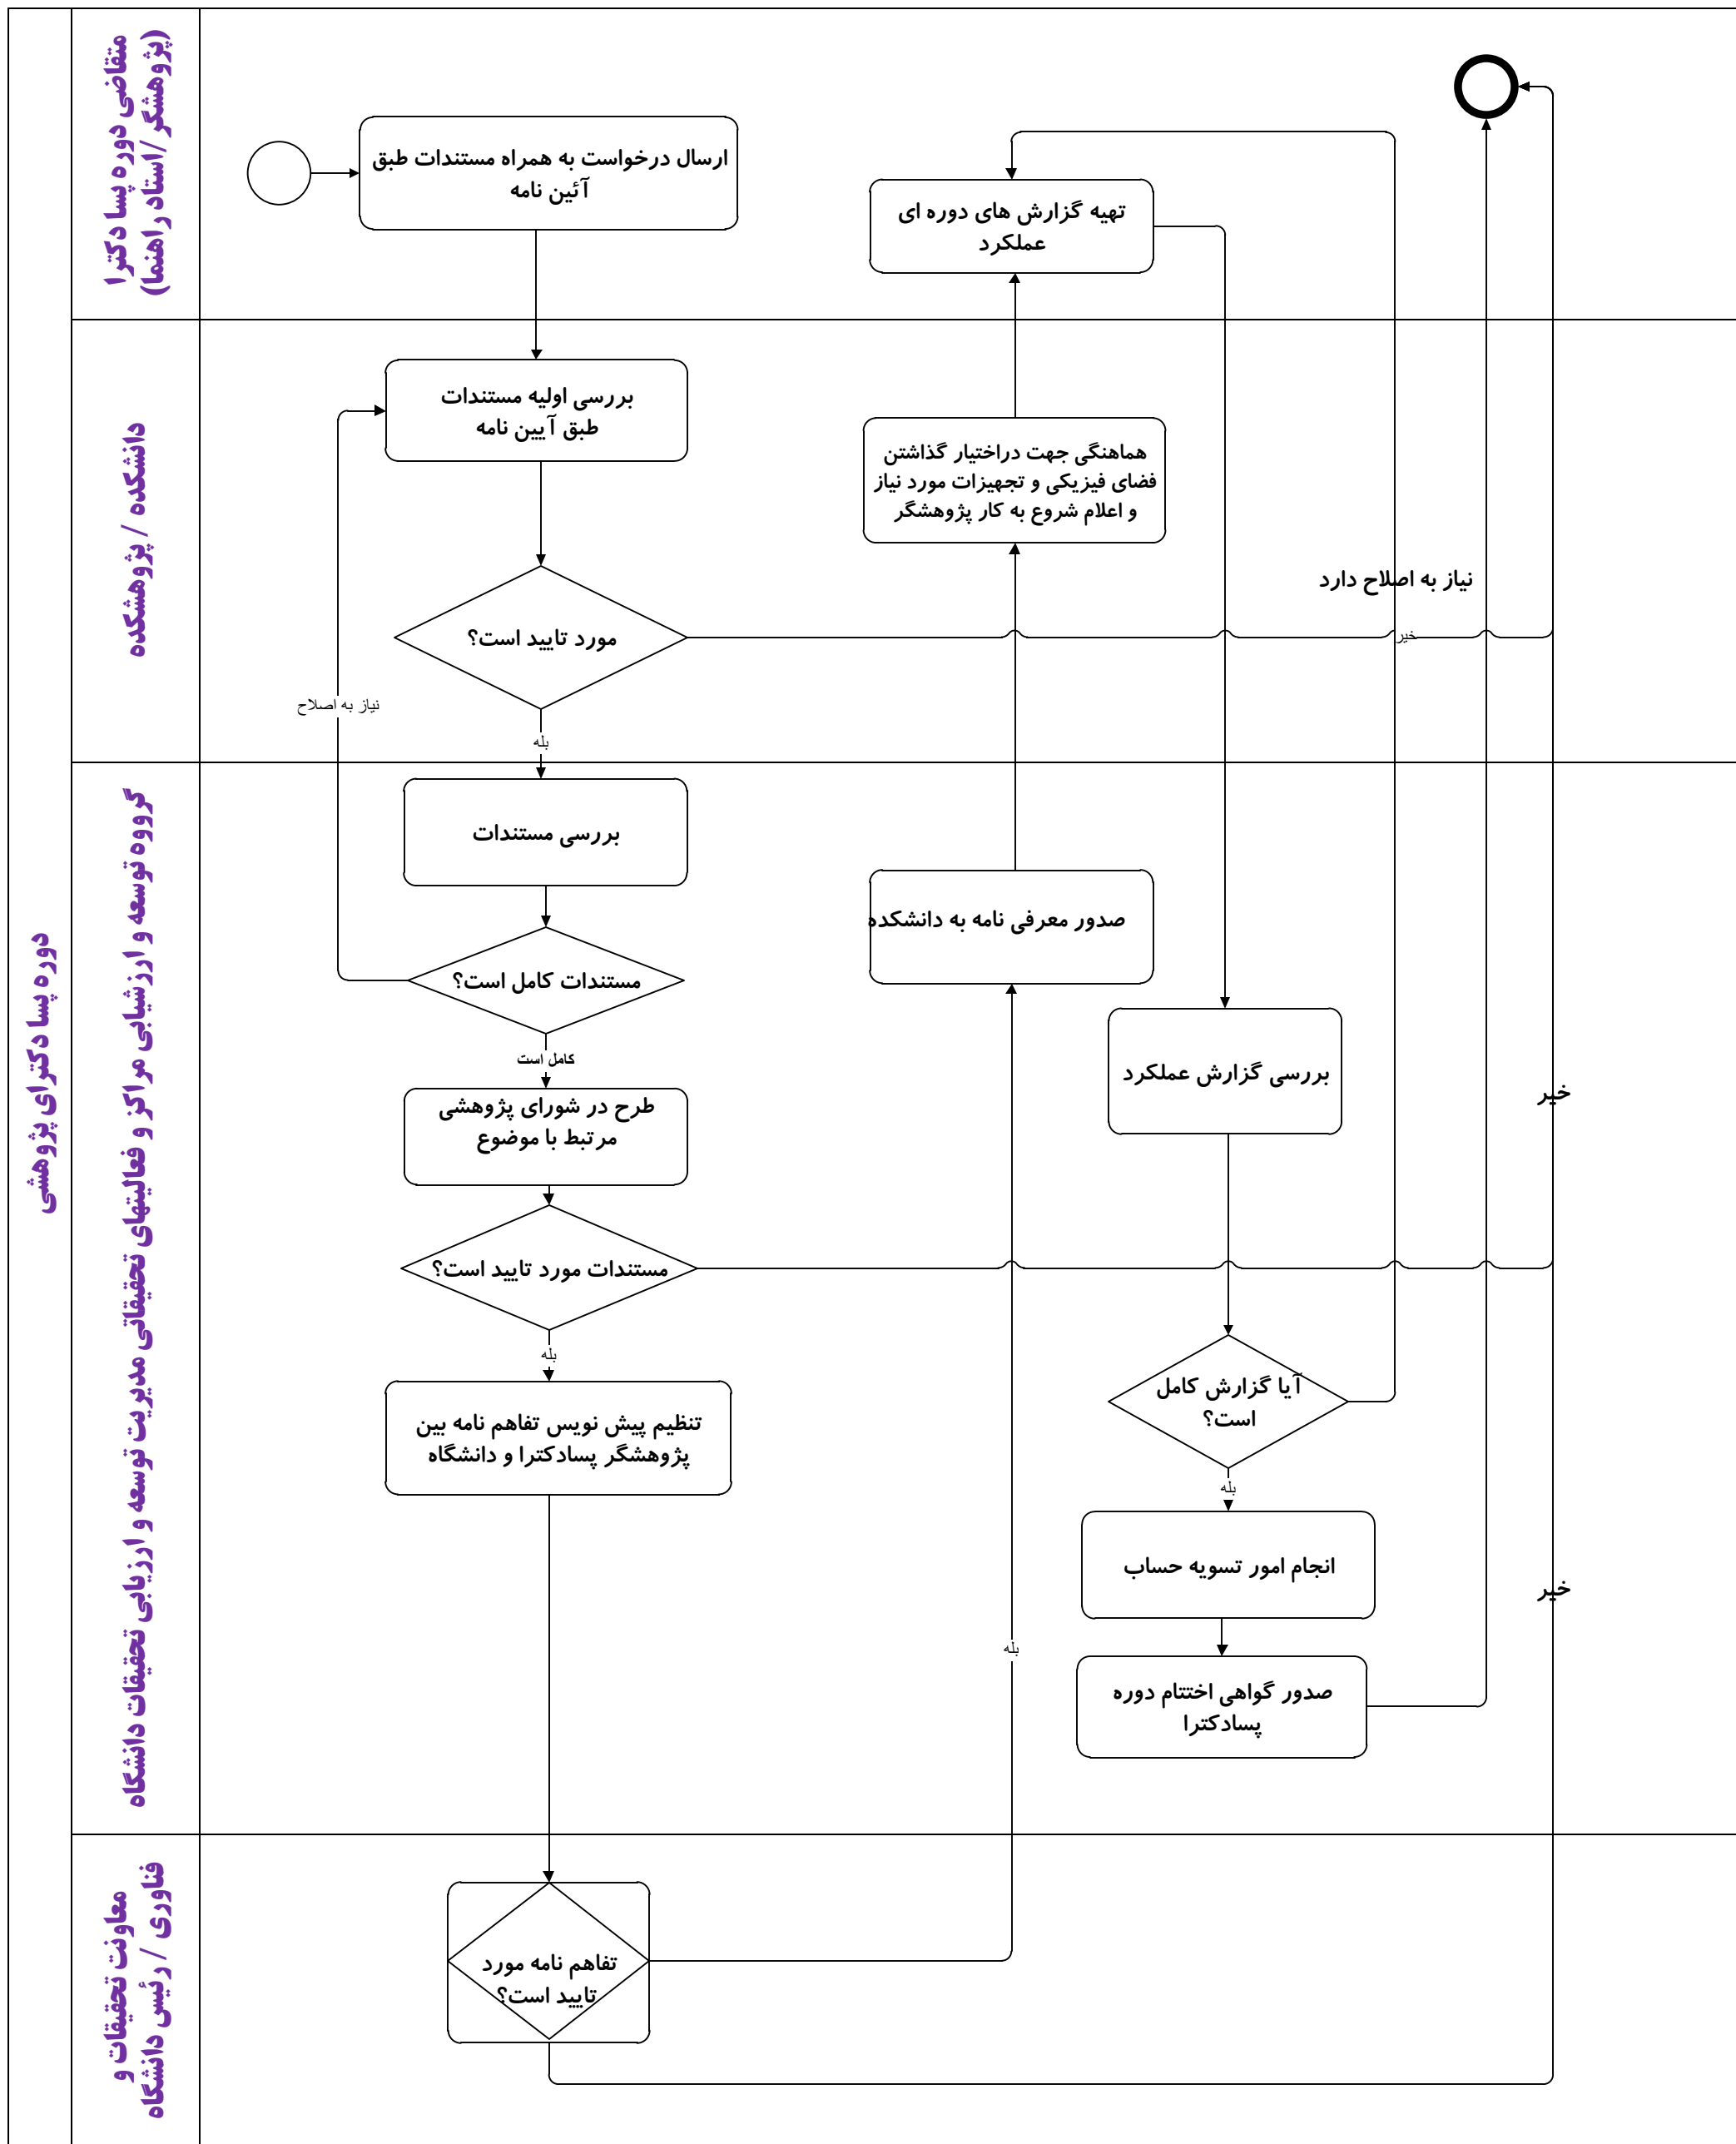 دوره پسا دکترای پژوهشی
متقاضی دوره پسا دکترا
(پژوهشگر/استاد راهنما)
ارسال درخواست به همراه مستندات طبق
آئین نامه
تهیه گزارش های دوره ای
عملکرد
دانشکده / پژوهشکده
بررسی اولیه مستندات
طبق آیین نامه
هماهنگی جهت دراختیار گذاشتن
فضای فیزیکی و تجهیزات مورد نیاز
و اعلام شروع به کار پژوهشگر
نیاز به اصلاح دارد
مورد تایید است؟
خیر
نیاز به اصلاح
بله
گرووه توسعه و ارزشیابی مراکز و فعالیتهای تحقیقاتی مدیریت توسعه و ارزیابی تحقیقات دانشگاه
بررسی مستندات
صدور معرفی نامه به دانشکده
مستندات کامل است؟
کامل است
بررسی گزارش عملکرد
خیر
طرح در شورای پژوهشی
مرتبط با موضوع
مستندات مورد تایید است؟
بله
آیا گزارش کامل
است؟
تنظیم پیش نویس تفاهم نامه بین
پژوهشگر پسادکترا و دانشگاه
بله
انجام امور تسویه حساب
خیر
بله
صدور گواهی اختتام دوره
پسادکترا
معاونت تحقیقات و
فناوری / رئیس دانشگاه
تفاهم نامه مورد
تایید است؟